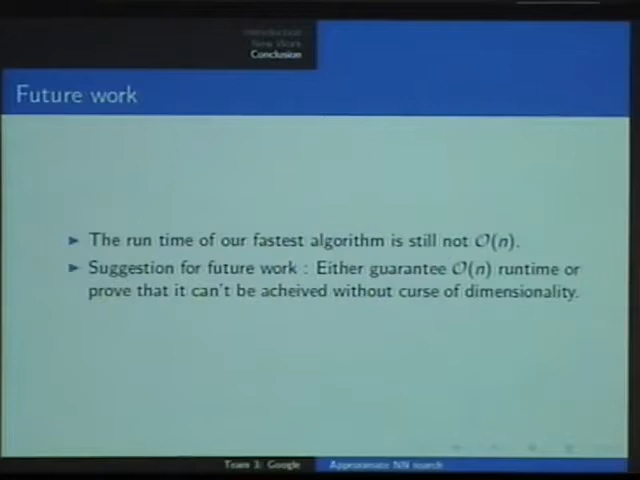 Introduction
New Work
Conclusion
Future work
The run time of our fastest algorithm is still not O(n).
Suggestion for future work : Either guarantee O(n) runtime or
prove that it can't be acheived without curse of dimensionality.
Team 3: Google
Approximate NN search